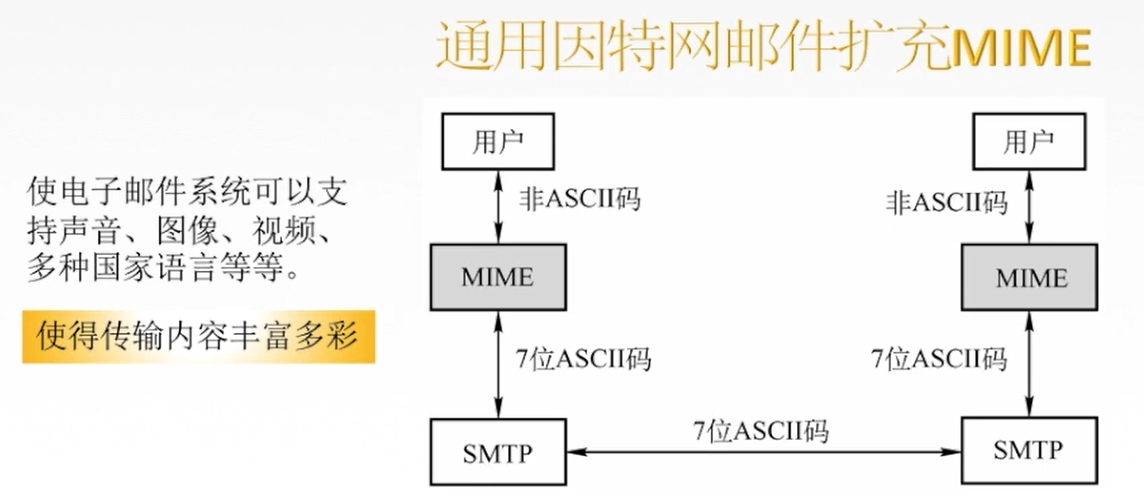 通用因特网邮件扩充MIME
使电子邮件系统可以支
持声音、图像、视频、
多种国家语言等等。
使得传输内容丰富多彩
用户
用户
非ASCII码
非ASCII码
MIME
MIME
7位ASCII码
7位ASCII码
7位ASCII码
SMTP
SMTP